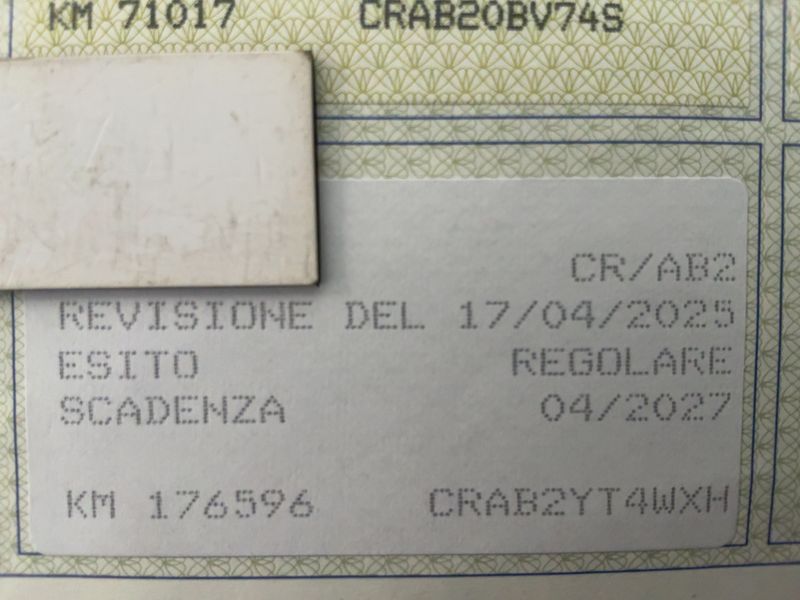 KM 71017 CRAB20BV74S
CR/AB2
REVISIONE DEL 17/04/2025
ESITO REGOLARE
SCADENZA 04/2027
KM 176596 CRAB2YT4WXH